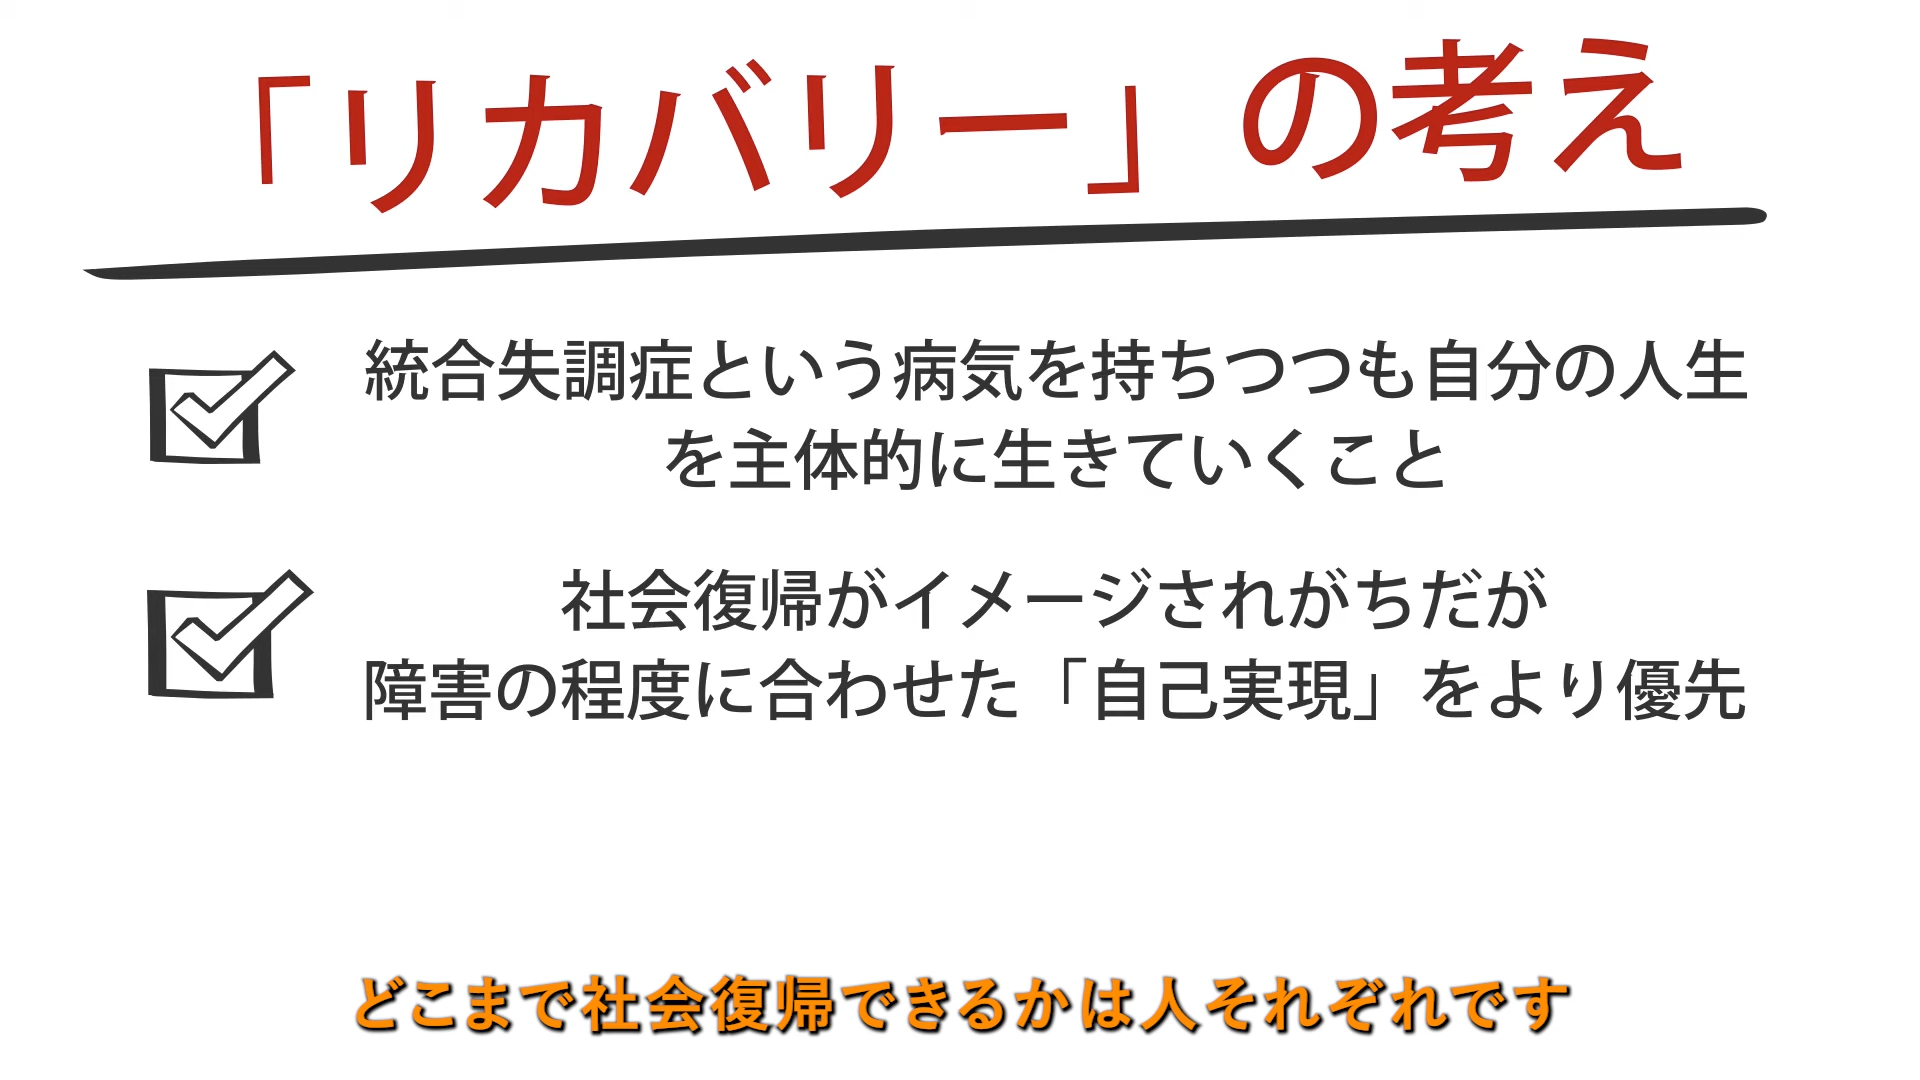 「リカバリー」の考え
統合失調症という病気を持ちつつも自分の人生
を主体的に生きていくこと
社会復帰がイメージされがちだが
障害の程度に合わせた「自己実現」をより優先
どこまで社会復帰できるかは人それぞれです